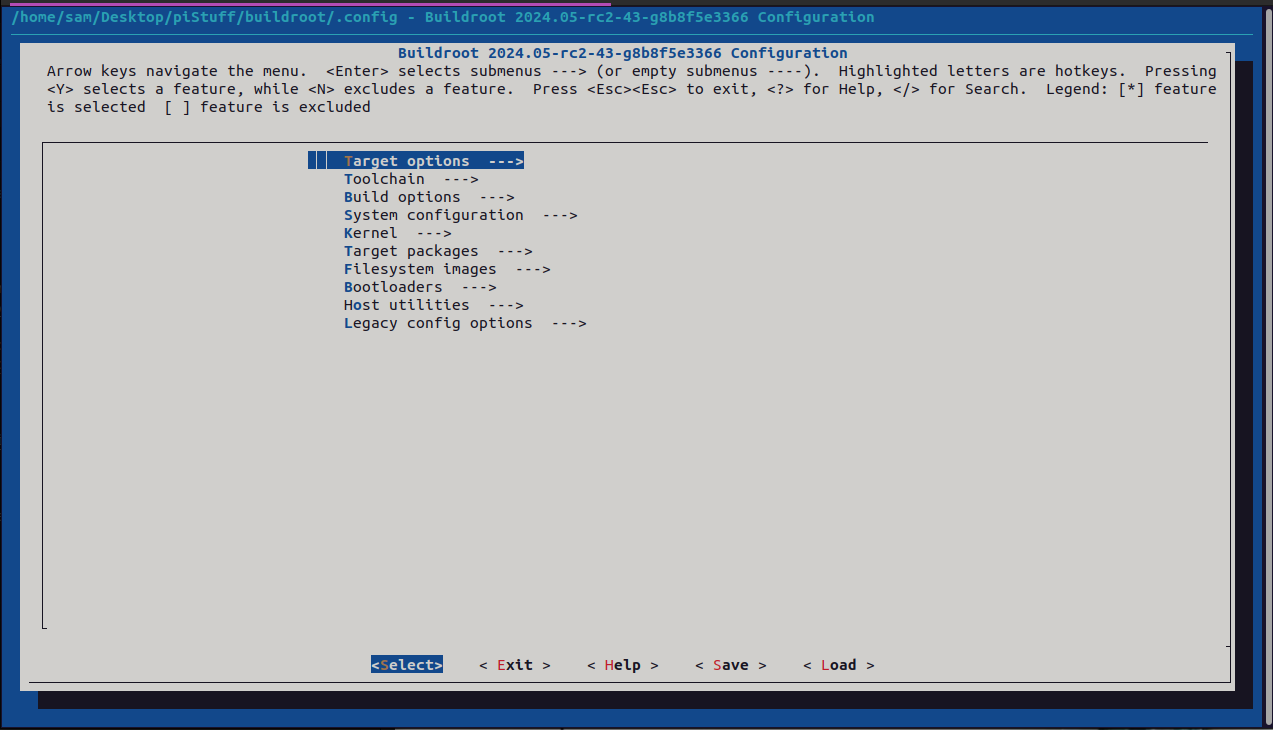 /home/sam/Desktop/piStuff/buildroot/.config - Buildroot 2024.05-rc2-43-g8b8f5e3366 Configuration
Buildroot 2024.05-rc2-43-g8b8f5e3366 Configuration
Arrow keys navigate the menu.  <Enter> selects submenus ---> (or empty submenus ----).  Highlighted letters are hotkeys.  Pressing
<Y> selects a feature, while <N> excludes a feature.  Press <Esc><Esc> to exit, <?> for Help, </> for Search.  Legend: [*] feature
is selected  [ ] feature is excluded
Target options  --->
Toolchain  --->
Build options  --->
System configuration  --->
Kernel  --->
Target packages  --->
Filesystem images  --->
Bootloaders  --->
Host utilities  --->
Legacy config options  --->
<Select>    < Exit >    < Help >    < Save >    < Load >